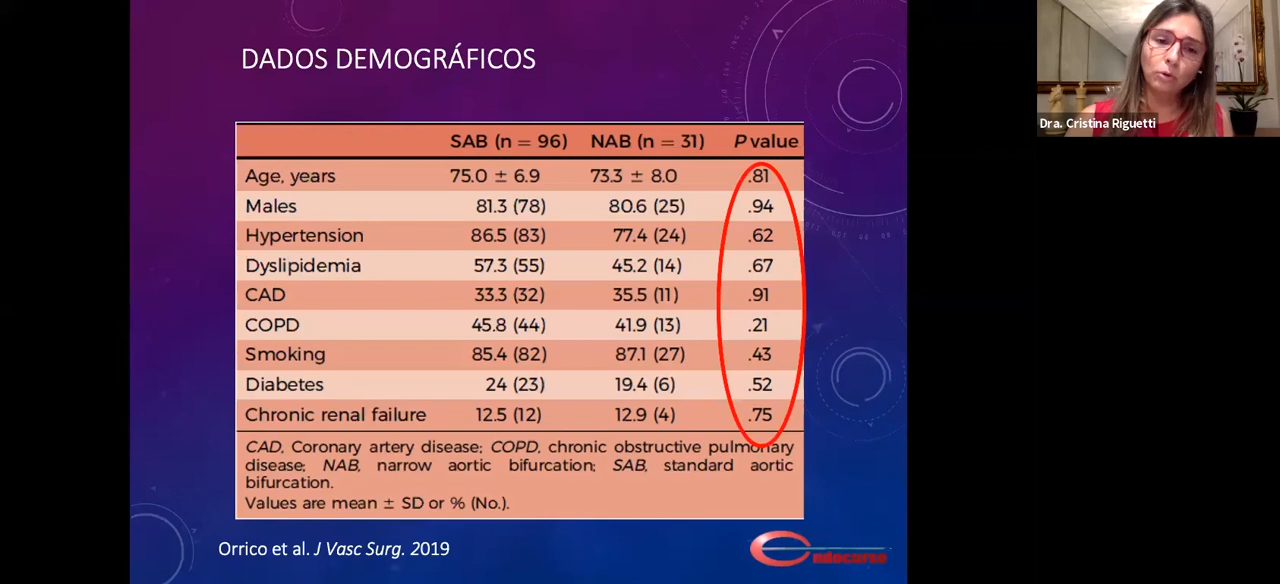 DADOS DEMOGRÁFICOS
SAB (n = 96) NAB (n = 31) P value
Age, years 75.0 ± 6.9 73.3 ± 8.0 .81
Males 81.3 (78) 80.6 (25) .94
Hypertension 86.5 (83) 77.4 (24) .62
Dyslipidemia 57.3 (55) 45.2 (14) .67
CAD 33.3 (32) 35.5 (11) .91
COPD 45.8 (44) 41.9 (13) .21
Smoking 85.4 (82) 87.1 (27) .43
Diabetes 24 (23) 19.4 (6) .52
Chronic renal failure 12.5 (12) 12.9 (4) .75
CAD, Coronary artery disease; COPD, chronic obstructive pulmonary
disease; NAB, narrow aortic bifurcation; SAB, standard aortic
bifurcation.
Values are mean ± SD or % (No.).
Orrico et al. J Vasc Surg. 2019
Endocurso
Dra. Cristina Riguetti